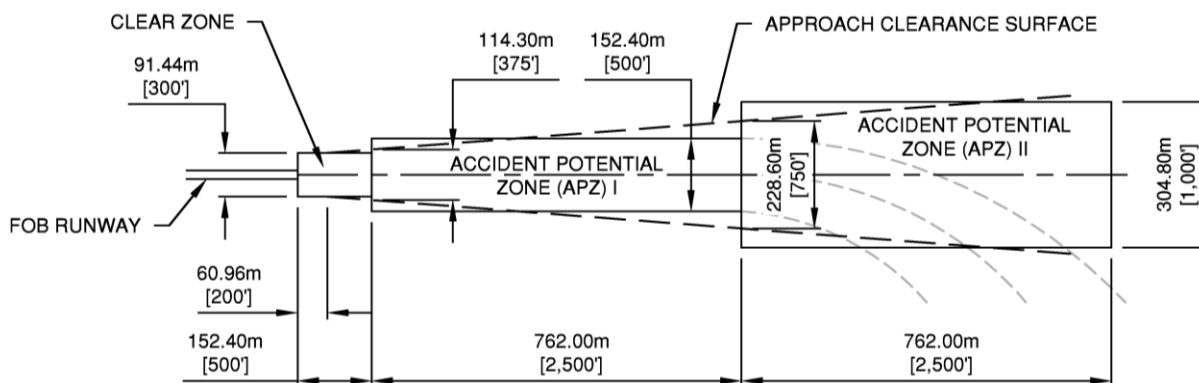 CLEAR ZONE
91.44m
[300']
114.30m
[375']
152.40m
[500']
APPROACH CLEARANCE SURFACE
ACCIDENT POTENTIAL
ZONE (APZ) I
ACCIDENT POTENTIAL
ZONE (APZ) II
228.60m
[750']
304.80m
[1,000']
FOB RUNWAY
60.96m
[200']
152.40m
[500']
762.00m
[2,500']
762.00m
[2,500']